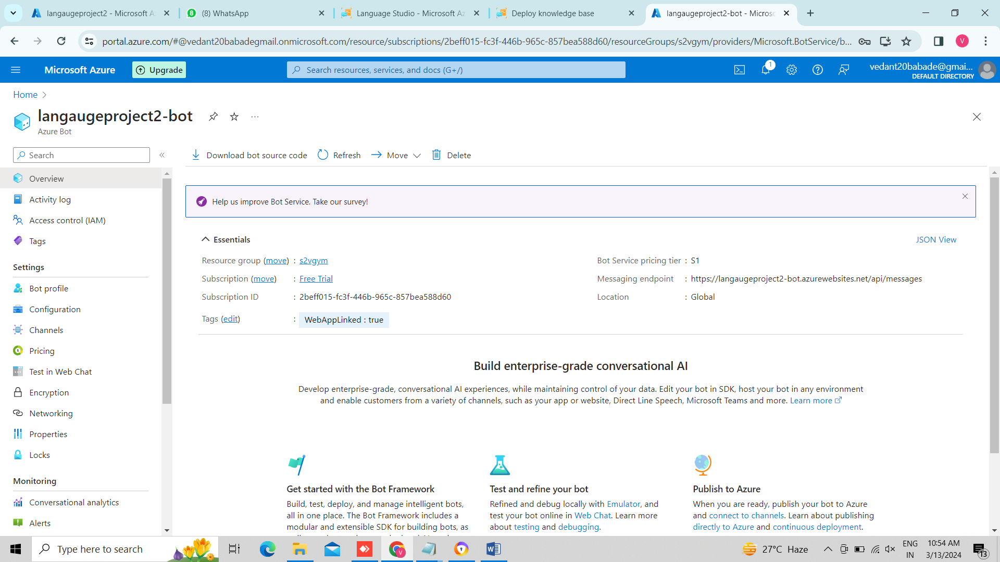 langaugeproject2 - Microsoft A
(8) WhatsApp
Language Studio - Microsoft Az
Deploy knowledge base
langaugeproject2-bot - Micros
portal.azure.com/#@vedant20babadegmail.onmicrosoft.com/resource/subscriptions/2beff015-fc3f-446b-965c-857bea588d60/resourceGroups/s2vgym/providers/Microsoft.BotService/b...
V
Microsoft Azure
Upgrade
Search resources, services, and docs (G+/)
1
vedant20babade@gmai...
DEFAULT DIRECTORY
Home
langaugeproject2-bot
Azure Bot
Search
Download bot source code
Refresh
Move
Delete
Overview
Activity log
Access control (IAM)
Tags
Settings
Bot profile
Configuration
Channels
Pricing
Test in Web Chat
Encryption
Networking
Properties
Locks
Monitoring
Conversational analytics
Alerts
Help us improve Bot Service. Take our survey!
Essentials
JSON View
Resource group (move) : s2vgym
Subscription (move) : Free Trial
Subscription ID : 2beff015-fc3f-446b-965c-857bea588d60
Tags (edit) : WebAppLinked : true
Bot Service pricing tier : S1
Messaging endpoint : https://langaugeproject2-bot.azurewebsites.net/api/messages
Location : Global
Build enterprise-grade conversational AI
Develop enterprise-grade, conversational AI experiences, while maintaining control of your data. Edit your bot in SDK, host your bot in any environment
and enable customers from a variety of channels, such as your app or website, Direct Line Speech, Microsoft Teams and more. Learn more
Get started with the Bot Framework
Build, test, deploy, and manage intelligent bots,
all in one place. The Bot Framework includes a
modular and extensible SDK for building bots, as
Test and refine your bot
Refined and debug locally with Emulator, and
test your bot online in Web Chat. Learn more
about testing and debugging.
Publish to Azure
When you are ready, publish your bot to Azure
and connect to channels. Learn about publishing
directly to Azure and continuous deployment.
Type here to search
V
27°C Haze
ENG
IN
10:54 AM
3/13/2024
13